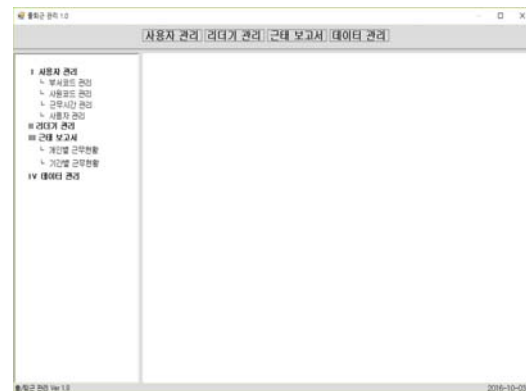 출퇴근 관리 1.0
사용자 관리 리더기 관리 근태 보고서 데이터 관리
I 사용자 관리
└ 부서코드 관리
└ 사원코드 관리
└ 근무시간 관리
└ 사용자 관리
II 리더기 관리
III 근태 보고서
└ 개인별 근무현황
└ 기간별 근무현황
IV 데이터 관리
출/퇴근 관리 Ver 1.0
2016-10-03